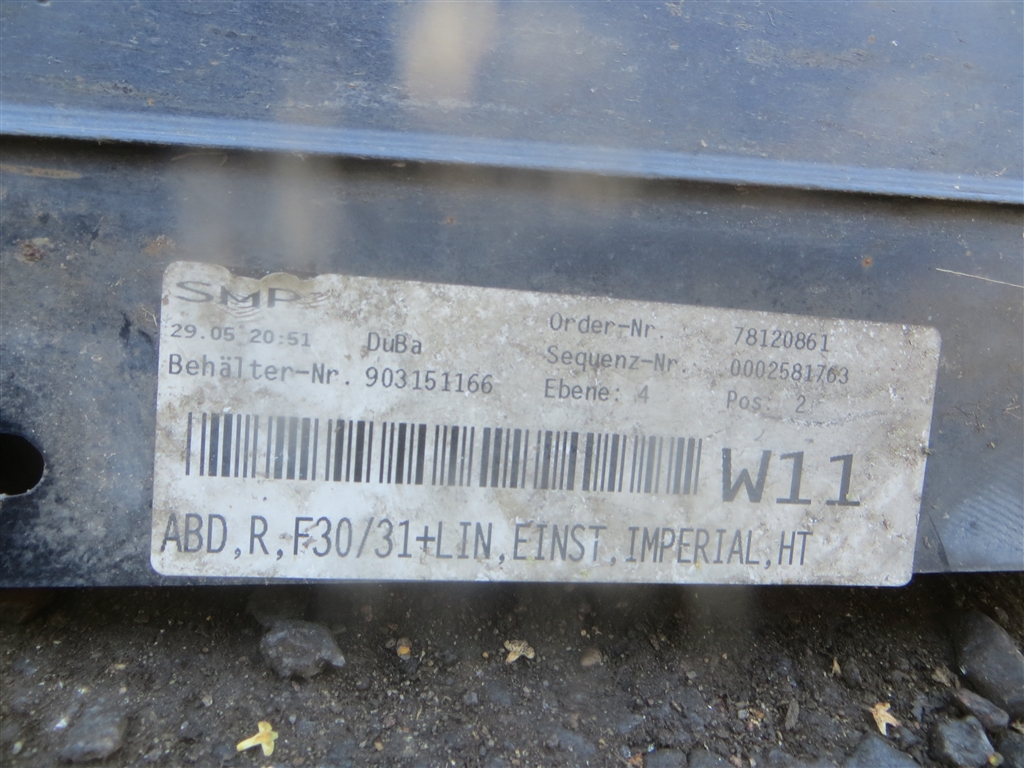 SMP
29.05 20:51 DuBa Order-Nr. 78120861
Behälter-Nr. 903151166 Sequenz-Nr. 0002581763
Ebene: 4 Pos: 2
W11
ABD,R,F30/31+LIN,EINST,IMPERIAL,HT